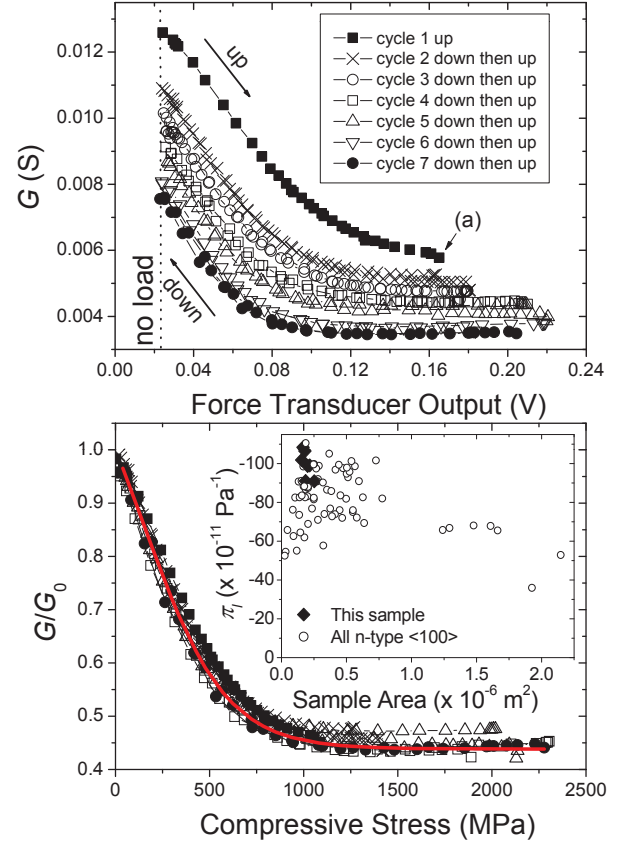 0.012
0.010
0.008
0.006
0.004
G (S)
up
cycle 1 up
cycle 2 down then up
cycle 3 down then up
cycle 4 down then up
cycle 5 down then up
cycle 6 down then up
cycle 7 down then up
(a)
no load
down
0.00 0.04 0.08 0.12 0.16 0.20 0.24
Force Transducer Output (V)
1.0
0.9
0.8
0.7
0.6
0.5
0.4
G/G₀
-100
-80
-60
-40
-20
0
πₗ (x 10⁻¹¹ Pa⁻¹)
This sample
All n-type <100>
0.0 0.5 1.0 1.5 2.0
Sample Area (x 10⁻⁶ m²)
0 500 1000 1500 2000 2500
Compressive Stress (MPa)